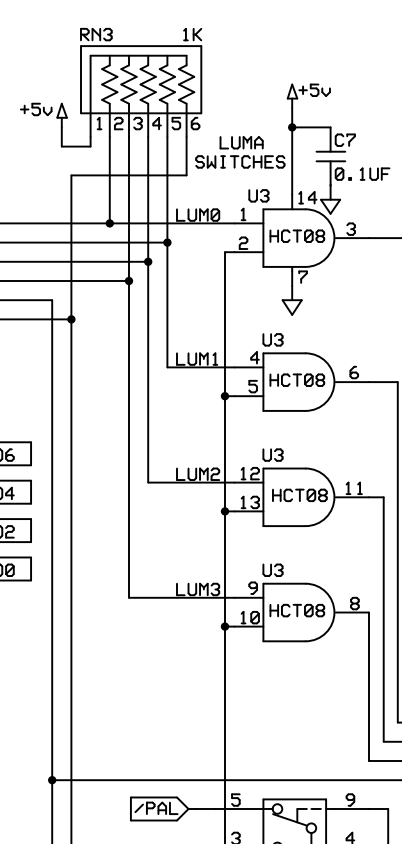 RN3 1K
+5v
1 2 3 4 5 6
+5v
C7
0.1UF
LUMA
SWITCHES
U3 14
LUM0 1
2
HCT08
3
7
U3
LUM1 4
5
HCT08
6
U3
LUM2 12
13
HCT08
11
U3
LUM3 9
10
HCT08
8
06
04
02
00
/PAL 5 9
3 4